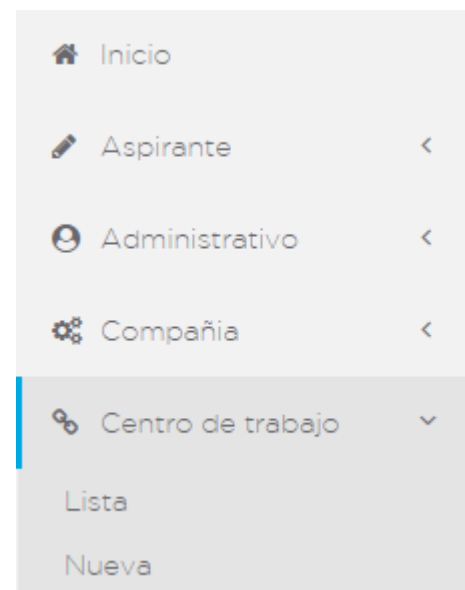 Inicio
Aspirante
Administrativo
Compañia
Centro de trabajo
Lista
Nueva